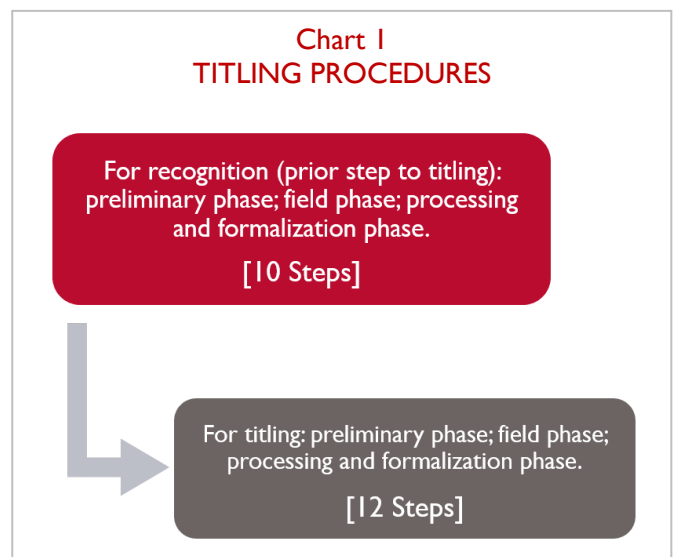 Chart 1
TITLING PROCEDURES
For recognition (prior step to titling):
preliminary phase; field phase; processing
and formalization phase.
[10 Steps]
For titling: preliminary phase; field phase;
processing and formalization phase.
[12 Steps]